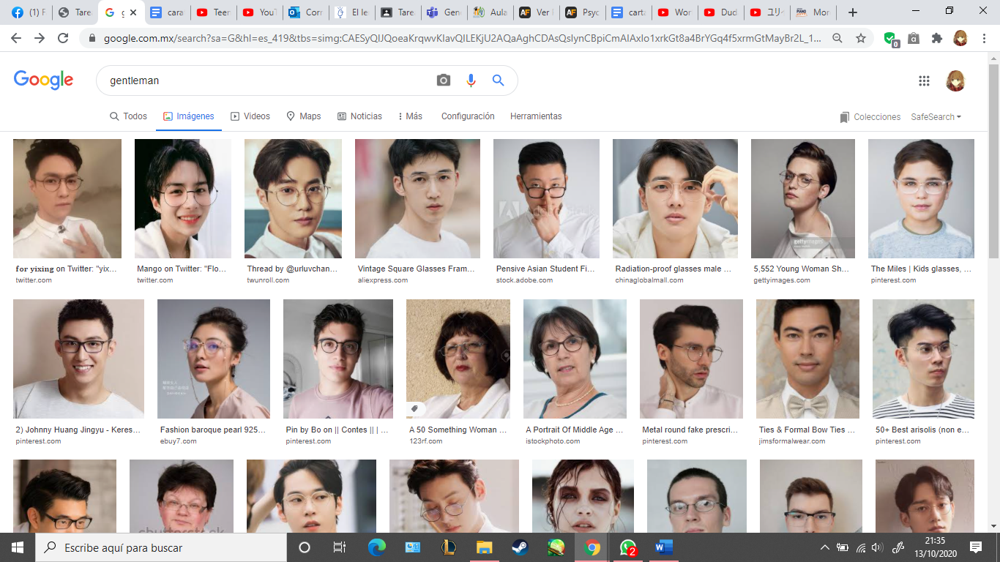 (1) F
Tarea
g
cara
Teen
YouT
Corr
El le
Tarea
Gene
Aula
Ver
Psyc
carta
Wor
Dud
ユリイ
Mor
google.com.mx/search?sa=G&hl=es_419&tbs=simg:
Google
gentleman
Todos
Imágenes
Videos
Maps
Noticias
Más
Configuración
Herramientas
Colecciones
SafeSearch
for yixing on Twitter: "yix...
twitter.com
Mango on Twitter: "Flo...
twitter.com
Thread by @urluvchan...
twunroll.com
Vintage Square Glasses Fram...
aliexpress.com
Pensive Asian Student Fi...
stock.adobe.com
Radiation-proof glasses male ...
chinaglobalmall.com
5,552 Young Woman Sh...
gettyimages.com
The Miles | Kids glasses, ...
pinterest.com
2) Johnny Huang Jingyu - Keres...
pinterest.com
Fashion baroque pearl 925...
ebuy7.com
Pin by Bo on || Contes || | ...
pinterest.com
A 50 Something Woman ...
123rf.com
A Portrait Of Middle Age ...
istockphoto.com
Metal round fake prescri...
pinterest.com
Ties & Formal Bow Ties ...
jimsformalwear.com
50+ Best arisolis (non e...
pinterest.com
Escribe aquí para buscar
2
21:35
13/10/2020